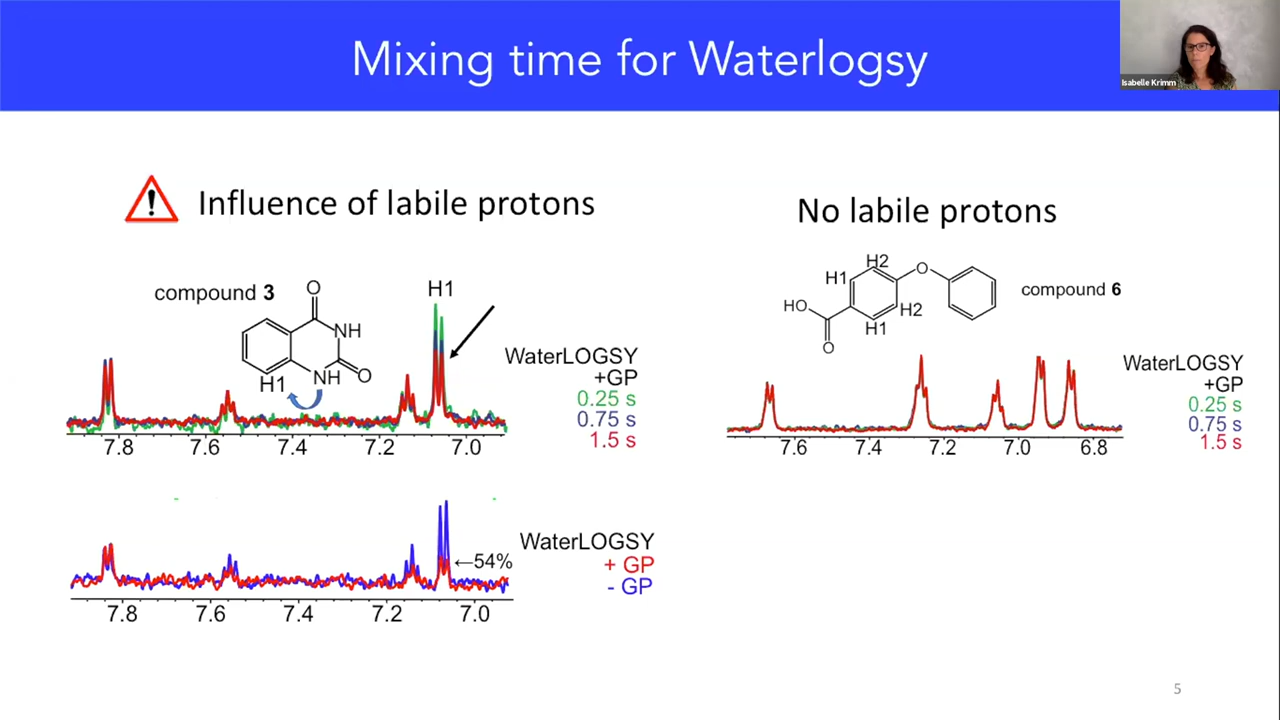 Mixing time for Waterlogsy
Isabelle Krimm
! Influence of labile protons
compound 3
O
NH
O
NH
H1
H1
WaterLOGSY
+GP
0.25 s
0.75 s
1.5 s
7.8 7.6 7.4 7.2 7.0
WaterLOGSY
+ GP
- GP
←54%
7.8 7.6 7.4 7.2 7.0
No labile protons
H2
O
H1
HO
H2
H1
O
compound 6
WaterLOGSY
+GP
0.25 s
0.75 s
1.5 s
7.6 7.4 7.2 7.0 6.8
5